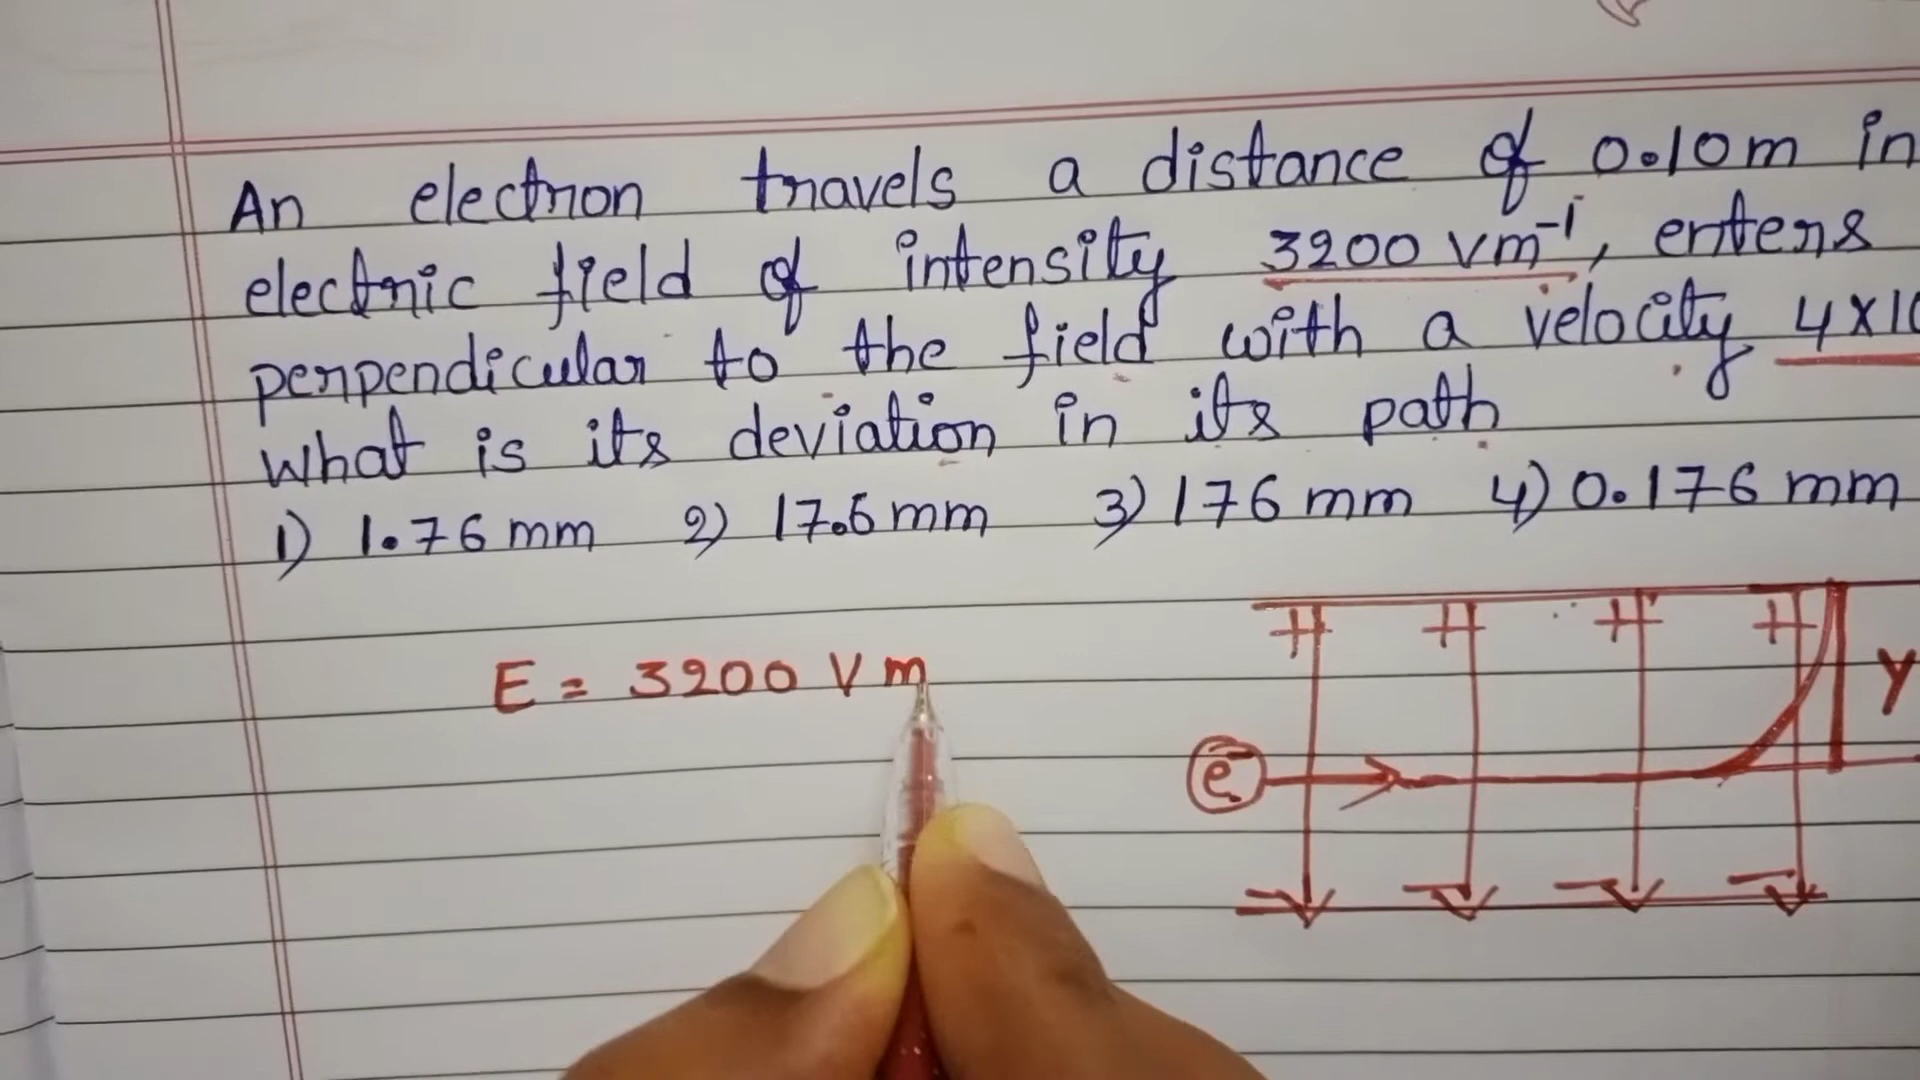 An electron travels a distance of 0.10m in
electric field of intensity 3200 Vm⁻¹, enters
perpendicular to the field with a velocity 4×10
what is its deviation in its path
1) 1.76 mm 2) 17.6 mm 3) 176 mm 4) 0.176 mm
E = 3200 V m
y
e⁻